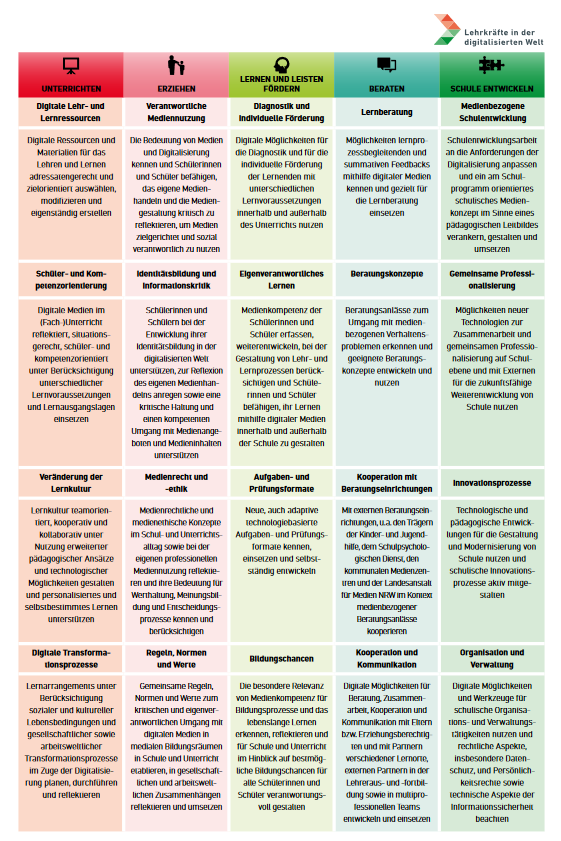 Lehrkräfte in der
digitalisierten Welt
UNTERRICHTEN
ERZIEHEN
LERNEN UND LEISTEN
FÖRDERN
BERATEN
SCHULE ENTWICKELN
Digitale Lehr- und
Lernressourcen
Verantwortliche
Mediennutzung
Diagnostik und
Individuelle Förderung
Lernberatung
Medienbezogene
Schulentwicklung
Digitale Ressourcen und
Materialien für das
Lehren und Lernen
adressatengerecht und
zielorientiert auswählen,
modifizieren und
eigenständig erstellen
Die Bedeutung von Medien
und Digitalisierung
kennen und Schülerinnen
und Schüler befähigen,
das eigene Medien-
handeln und die Medien-
gestaltung kritisch zu
reflektieren, um Medien
zielgerichtet und sozial
verantwortlich zu nutzen
Digitale Möglichkeiten für
die Diagnostik und für die
individuelle Förderung
der Lernenden mit
unterschiedlichen
Lernvoraussetzungen
innerhalb und außerhalb
des Unterrichts nutzen
Möglichkeiten lernpro-
zessbegleitenden und
summativen Feedbacks
mithilfe digitaler Medien
kennen und gezielt für
die Lernberatung
einsetzen
Schulentwicklungsarbeit
an die Anforderungen der
Digitalisierung anpassen
und ein am Schul-
programm orientiertes
schulisches Medien-
konzept im Sinne eines
pädagogischen Leitbildes
verankern, gestalten und
umsetzen
Schüler- und Kom-
petenzorientierung
Identitätsbildung und
Informationskritik
Eigenverantwortliches
Lernen
Beratungskonzepte
Gemeinsame Professi-
onalisierung
Digitale Medien im
(Fach-)Unterricht
reflektiert, situations-
gerecht, schüler- und
kompetenzorientiert
unter Berücksichtigung
unterschiedlicher
Lernvoraussetzungen
und Lernausgangslagen
einsetzen
Schülerinnen und
Schülern bei der
Entwicklung ihrer
Identitätsbildung in der
digitalisierten Welt
unterstützen, zur Reflexion
des eigenen Medienhan-
delns anregen sowie eine
kritische Haltung und
einen kompetenten
Umgang mit Medienange-
boten und Medieninhalten
unterstützen
Medienkompetenz der
Schülerinnen und
Schüler erfassen,
weiterentwickeln, bei der
Gestaltung von Lehr- und
Lernprozessen berück-
sichtigen und Schüle-
rinnen und Schüler
befähigen, ihr Lernen
mithilfe digitaler Medien
innerhalb und außerhalb
der Schule zu gestalten
Beratungsanlässe zum
Umgang mit medien-
bezogenen Verhaltens-
problemen erkennen und
geeignete Beratungs-
konzepte entwickeln und
nutzen
Möglichkeiten neuer
Technologien zur
Zusammenarbeit und
gemeinsamen Professio-
nalisierung auf Schul-
ebene und mit Externen
für die zukunftsfähige
Weiterentwicklung von
Schule nutzen
Veränderung der
Lernkultur
Medienrecht und
-ethik
Aufgaben- und
Prüfungsformate
Kooperation mit
Beratungseinrichtungen
Innovationsprozesse
Lernkultur teamorien-
tiert, kooperativ und
kollaborativ unter
Nutzung erweiterter
pädagogischer Ansätze
und technologischer
Möglichkeiten gestalten
und personalisiertes und
selbstbestimmtes Lernen
unterstützen
Medienrechtliche und
medienethische Konzepte
im Schul- und Unterrichts-
alltag sowie bei der
eigenen professionellen
Mediennutzung reflektie-
ren und ihre Bedeutung für
Werthaltung, Meinungsbil-
dung und Entscheidungs-
prozesse kennen und
berücksichtigen
Neue, auch adaptive
technologiebasierte
Aufgaben- und Prüfungs-
formate kennen,
einsetzen und selbst-
ständig entwickeln
Mit externen Beratungsein-
richtungen, u.a. den Trägern
der Kinder- und Jugend-
hilfe, dem Schulpsycholo-
gischen Dienst, den
kommunalen Medienzen-
tren und der Landesanstalt
für Medien NRW im Kontext
medienbezogener
Beratungsanlässe
kooperieren
Technologische und
pädagogische Entwick-
lungen für die Gestaltung
und Modernisierung von
Schule nutzen und
schulische Innovations-
prozesse aktiv mitge-
stalten
Digitale Transforma-
tionsprozesse
Regeln, Normen
und Werte
Bildungschancen
Kooperation und
Kommunikation
Organisation und
Verwaltung
Lernarrangements unter
Berücksichtigung
sozialer und kultureller
Lebensbedingungen und
gesellschaftlicher sowie
arbeitsweltlicher
Transformationsprozesse
im Zuge der Digitalisie-
rung planen, durchführen
und reflektieren
Gemeinsame Regeln,
Normen und Werte zum
kritischen und eigenver-
antwortlichen Umgang mit
digitalen Medien in
medialen Bildungsräumen
in Schule und Unterricht
etablieren, in gesellschaft-
lichen und arbeitswelt-
lichen Zusammenhängen
reflektieren und umsetzen
Die besondere Relevanz
von Medienkompetenz für
Bildungsprozesse und das
lebenslange Lernen
erkennen, reflektieren und
für Schule und Unterricht
im Hinblick auf bestmög-
liche Bildungschancen für
alle Schülerinnen und
Schüler verantwortungs-
voll gestalten
Digitale Möglichkeiten für
Beratung, Zusammen-
arbeit, Kooperation und
Kommunikation mit Eltern
bzw. Erziehungsberechtig-
ten und mit Partnern
verschiedener Lernorte,
externen Partnern in der
Lehreraus- und -fortbil-
dung sowie in multipro-
fessionellen Teams
entwickeln und einsetzen
Digitale Möglichkeiten
und Werkzeuge für
schulische Organisa-
tions- und Verwaltungs-
tätigkeiten nutzen und
rechtliche Aspekte,
insbesondere Daten-
schutz, und Persönlich-
keitsrechte sowie
technische Aspekte der
Informationssicherheit
beachten